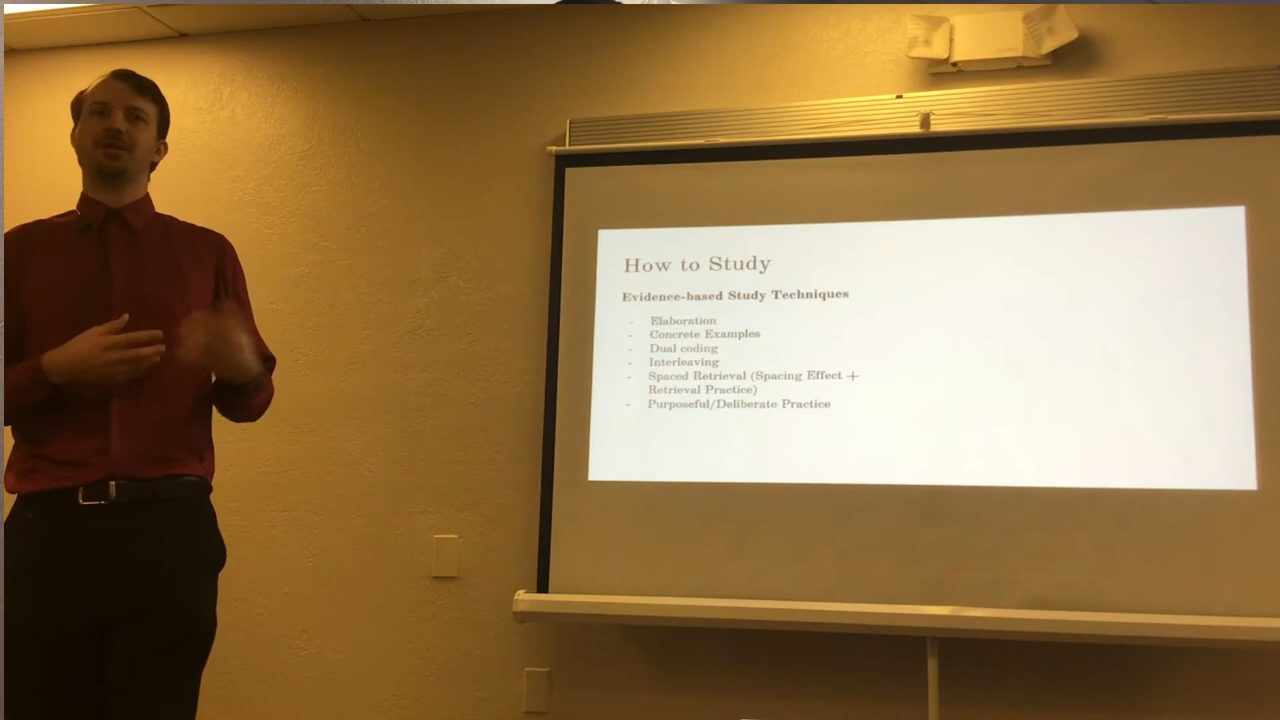 How to Study
Evidence-based Study Techniques
- Elaboration
- Concrete Examples
- Dual coding
- Interleaving
- Spaced Retrieval (Spacing Effect +
Retrieval Practice)
- Purposeful/Deliberate Practice